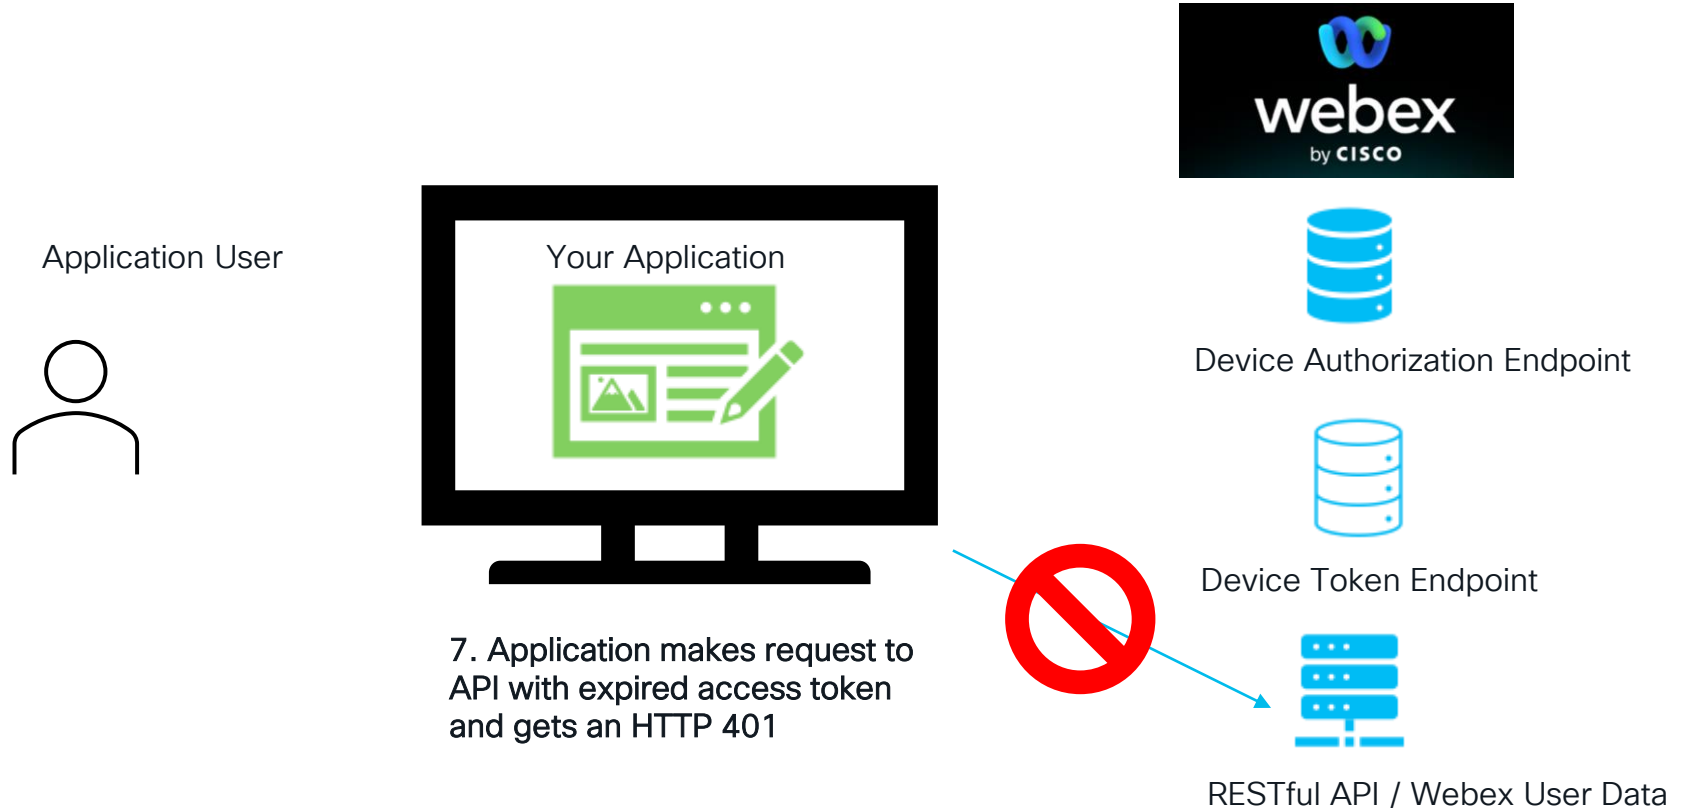 webex
by CISCO
Application User
Your Application
Device Authorization Endpoint
Device Token Endpoint
7. Application makes request to
API with expired access token
and gets an HTTP 401
RESTful API / Webex User Data